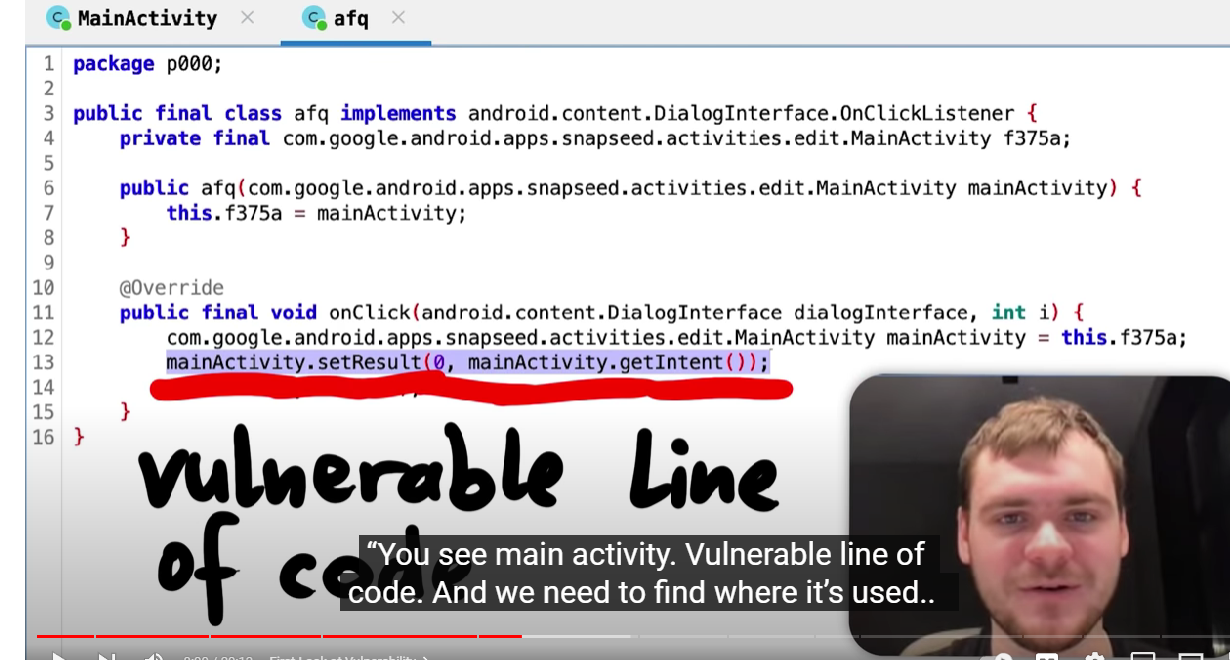 MainActivity
afq
1 package p000;
2
3 public final class afq implements android.content.DialogInterface.OnClickListener {
4 private final com.google.android.apps.snapseed.activities.edit.MainActivity f375a;
5
6 public afq(com.google.android.apps.snapseed.activities.edit.MainActivity mainActivity) {
7 this.f375a = mainActivity;
8 }
9
10 @Override
11 public final void onClick(android.content.DialogInterface dialogInterface, int i) {
12 com.google.android.apps.snapseed.activities.edit.MainActivity mainActivity = this.f375a;
13 mainActivity.setResult(0, mainActivity.getIntent());
14
15 }
16 }
vulnerable Line
of code
“You see main activity. Vulnerable line of
code. And we need to find where it’s used..
First Look at Vulnerability